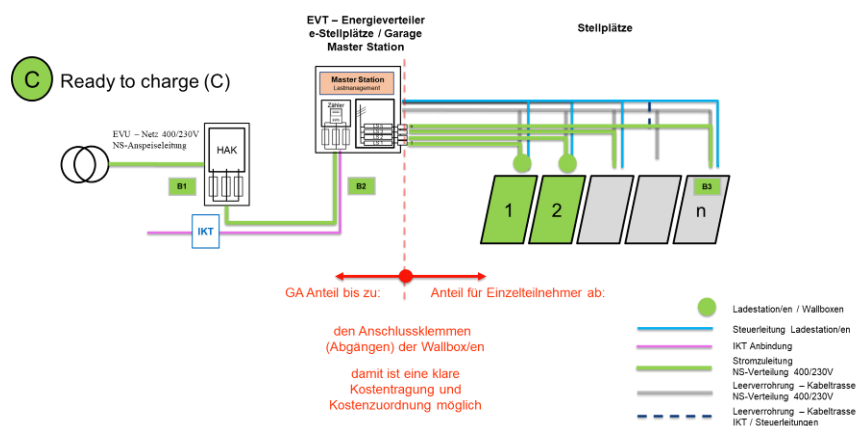 EVT – Energieverteiler
e-Stellplätze / Garage
Master Station
Stellplätze
C
Ready to charge (C)
Master Station
Lastmanagement
Zähler
EVU – Netz 400/230V
NS-Anspeiseleitung
HAK
B1
B2
B3
IKT
1
2
n
GA Anteil bis zu:
Anteil für Einzelteilnehmer ab:
den Anschlussklemmen
(Abgängen) der Wallbox/en
damit ist eine klare
Kostentragung und
Kostenzuordnung möglich
Ladestation/en / Wallboxen
Steuerleitung Ladestation/en
IKT Anbindung
Stromzuleitung
NS-Verteilung 400/230V
Leerverrohrung – Kabeltrasse
NS-Verteilung 400/230V
Leerverrohrung – Kabeltrasse
IKT / Steuerleitungen